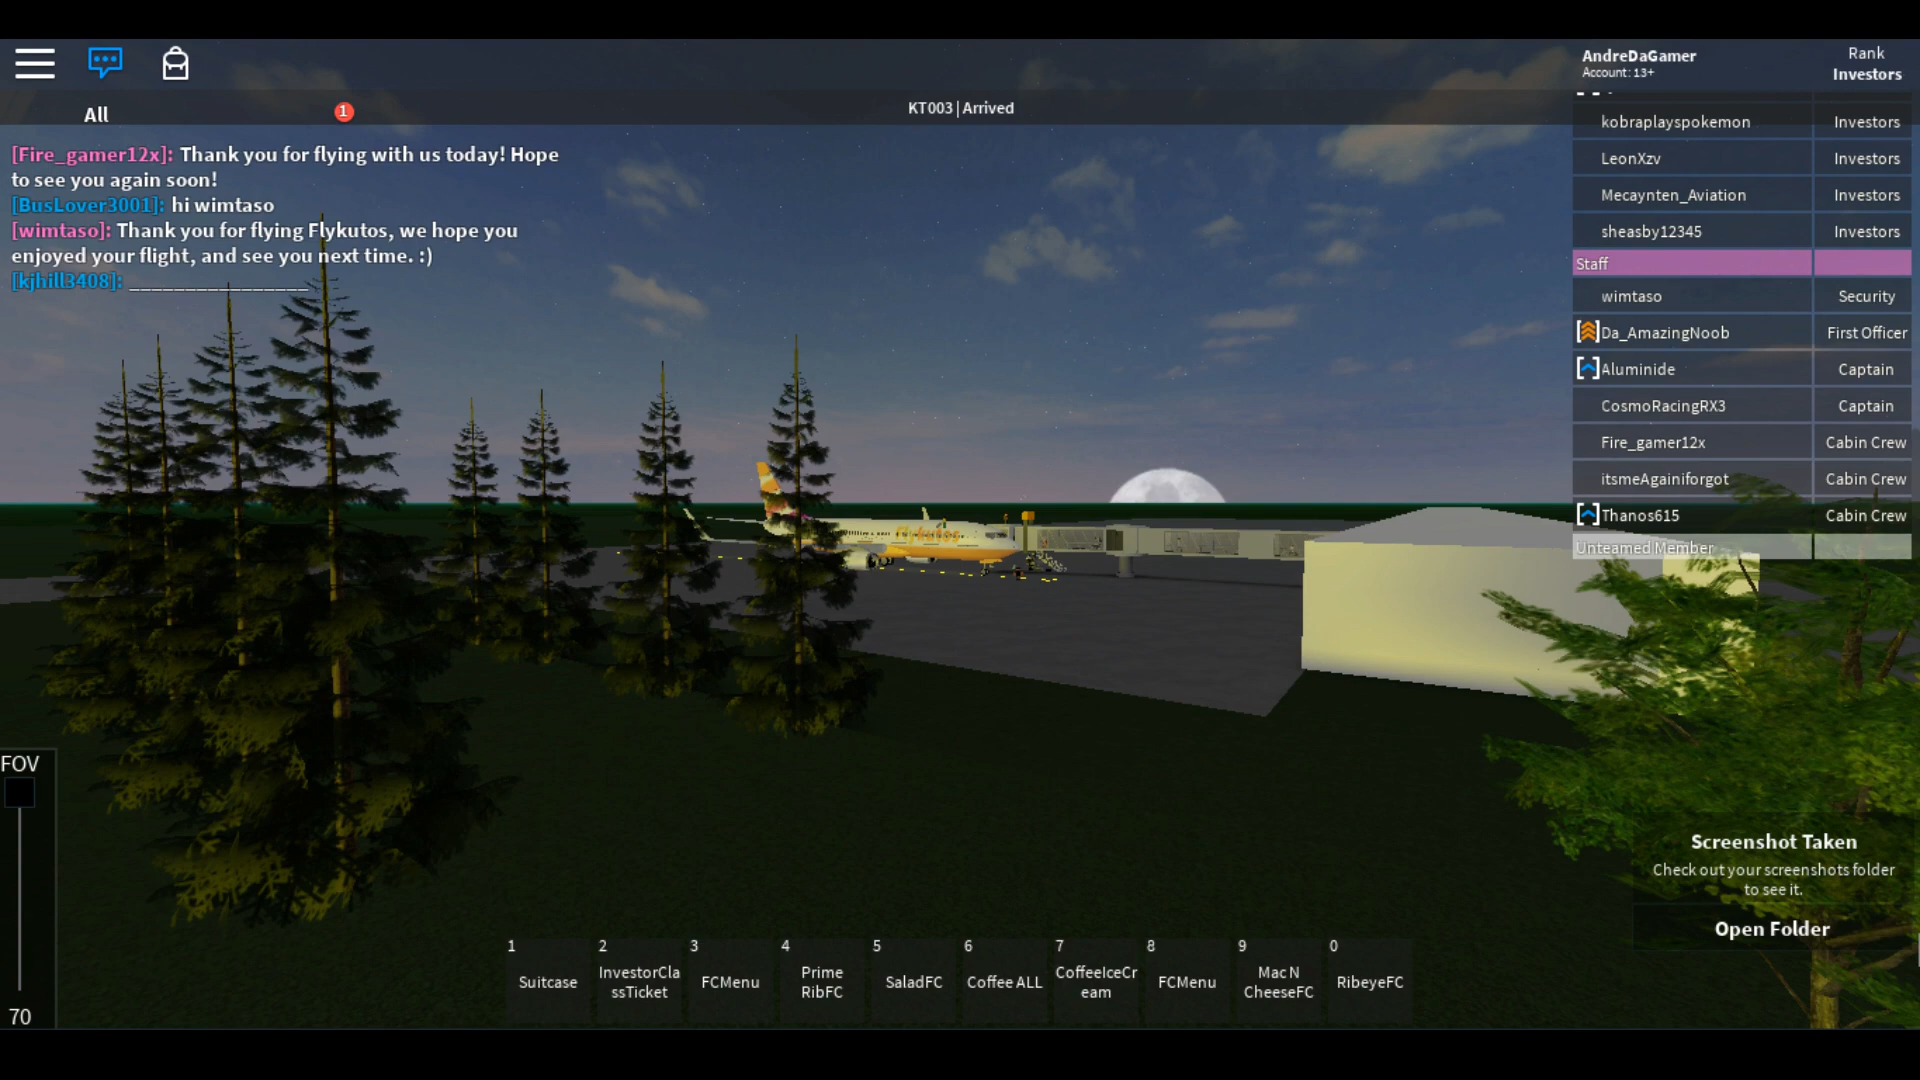 AndreDaGamer
Account: 13+
Rank
Investors
All
1
KT003 | Arrived
[Fire_gamer12x]: Thank you for flying with us today! Hope
to see you again soon!
[BusLover3001]: hi wimtaso
[wimtaso]: Thank you for flying Flykutos, we hope you
enjoyed your flight, and see you next time. :)
[kjhill3408]: ________________
kobraplayspokemon Investors
LeonXzv Investors
Mecaynten_Aviation Investors
sheasby12345 Investors
Staff
wimtaso Security
Da_AmazingNoob First Officer
Aluminide Captain
CosmoRacingRX3 Captain
Fire_gamer12x Cabin Crew
itsmeAgainiforgot Cabin Crew
Thanos615 Cabin Crew
Unteamed Member
Flykutos
FOV
70
Screenshot Taken
Check out your screenshots folder
to see it.
Open Folder
1 2 3 4 5 6 7 8 9 0
Suitcase
InvestorCla
ssTicket
FCMenu
Prime
RibFC
SaladFC
Coffee ALL
CoffeeIceCr
eam
FCMenu
Mac N
CheeseFC
RibeyeFC